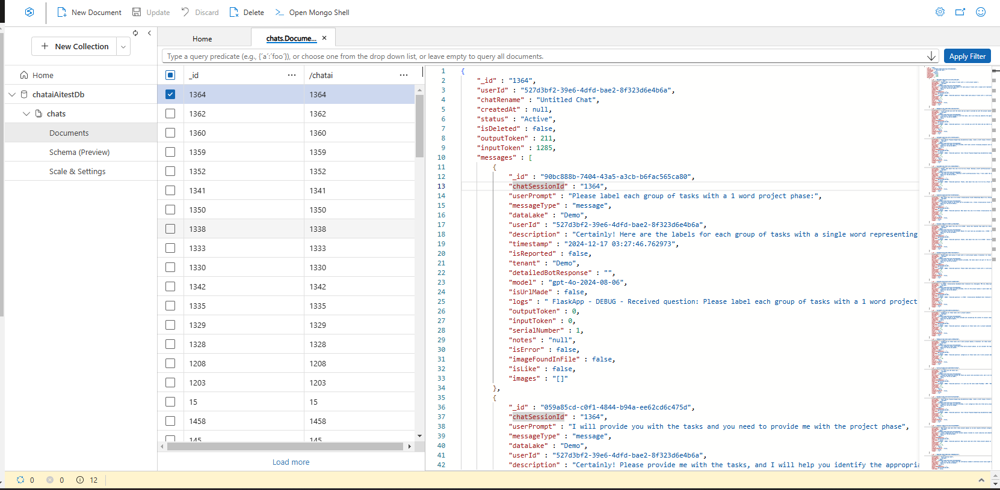 New Document Update Discard Delete Open Mongo Shell
New Collection
Home
chataiAitestDb
chats
Documents
Schema (Preview)
Scale & Settings
Home chats.Docume...
Type a query predicate (e.g., {´a´:´foo´}), or choose one from the drop down list, or leave empty to query all documents.
Apply Filter
_id ... /chatai ...
1364 1364
1362 1362
1360 1360
1359 1359
1352 1352
1341 1341
1350 1350
1338 1338
1333 1333
1330 1330
1342 1342
1335 1335
1329 1329
1328 1328
1208 1208
1203 1203
15 15
1458 1458
145 145
Load more
1 {
2 "_id" : "1364",
3 "userId" : "527d3bf2-39e6-4dfd-bae2-8f323d6e4b6a",
4 "chatRename" : "Untitled Chat",
5 "createdAt" : null,
6 "status" : "Active",
7 "isDeleted" : false,
8 "outputToken" : 211,
9 "inputToken" : 1285,
10 "messages" : [
11 {
12 "_id" : "90bc888b-7404-43a5-a3cb-b6fac565ca80",
13 "chatSessionId" : "1364",
14 "userPrompt" : "Please label each group of tasks with a 1 word project phase:",
15 "messageType" : "message",
16 "dataLake" : "Demo",
17 "userId" : "527d3bf2-39e6-4dfd-bae2-8f323d6e4b6a",
18 "description" : "Certainly! Here are the labels for each group of tasks with a single word representing
19 "timestamp" : "2024-12-17 03:27:46.762973",
20 "isReported" : false,
21 "tenant" : "Demo",
22 "detailedBotResponse" : "",
23 "model" : "gpt-4o-2024-08-06",
24 "isUrlMade" : false,
25 "logs" : " FlaskApp - DEBUG - Received question: Please label each group of tasks with a 1 word project
26 "outputToken" : 0,
27 "inputToken" : 0,
28 "serialNumber" : 1,
29 "notes" : "null",
30 "isError" : false,
31 "imageFoundInFile" : false,
32 "isLike" : false,
33 "images" : "[]"
34 },
35 {
36 "_id" : "059a85cd-c0f1-4844-b94a-ee62cd6c475d",
37 "chatSessionId" : "1364",
38 "userPrompt" : "I will provide you with the tasks and you need to provide me with the project phase",
39 "messageType" : "message",
40 "dataLake" : "Demo",
41 "userId" : "527d3bf2-39e6-4dfd-bae2-8f323d6e4b6a",
42 "description" : "Certainly! Please provide me with the tasks, and I will help you identify the appropria
0 0 12